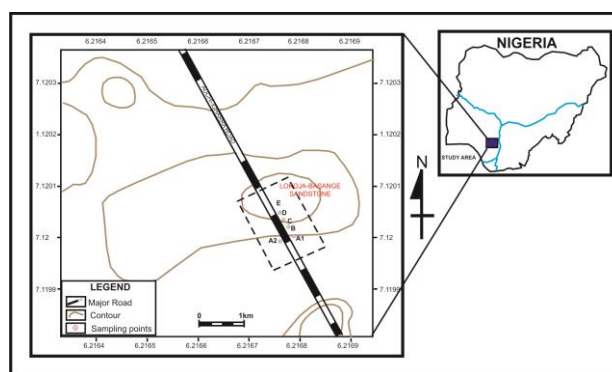 6.2164 6.2165 6.2166 6.2167 6.2168 6.2169
7.1203
7.1202
7.1201
7.12
7.1199
7.1203
7.1202
7.1201
7.12
7.1199
LOKOJA-BASANGE
SANDSTONE
E
D
C
B
A1
A2
LEGEND
Major Road
Contour
Sampling points
0 1km
6.2164 6.2165 6.2166 6.2167 6.2168 6.2169
NIGERIA
STUDY AREA
N